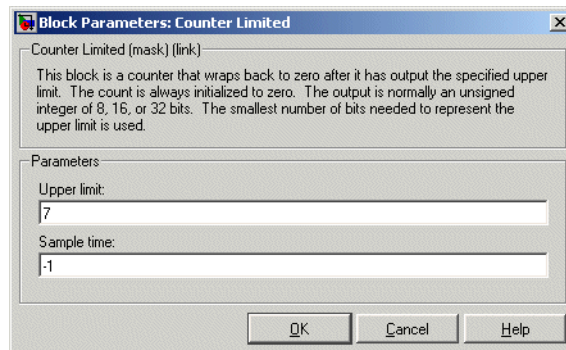 Block Parameters: Counter Limited
Counter Limited (mask) (link)
This block is a counter that wraps back to zero after it has output the specified upper
limit. The count is always initialized to zero. The output is normally an unsigned
integer of 8, 16, or 32 bits. The smallest number of bits needed to represent the
upper limit is used.
Parameters
Upper limit:
7
Sample time:
-1
OK Cancel Help